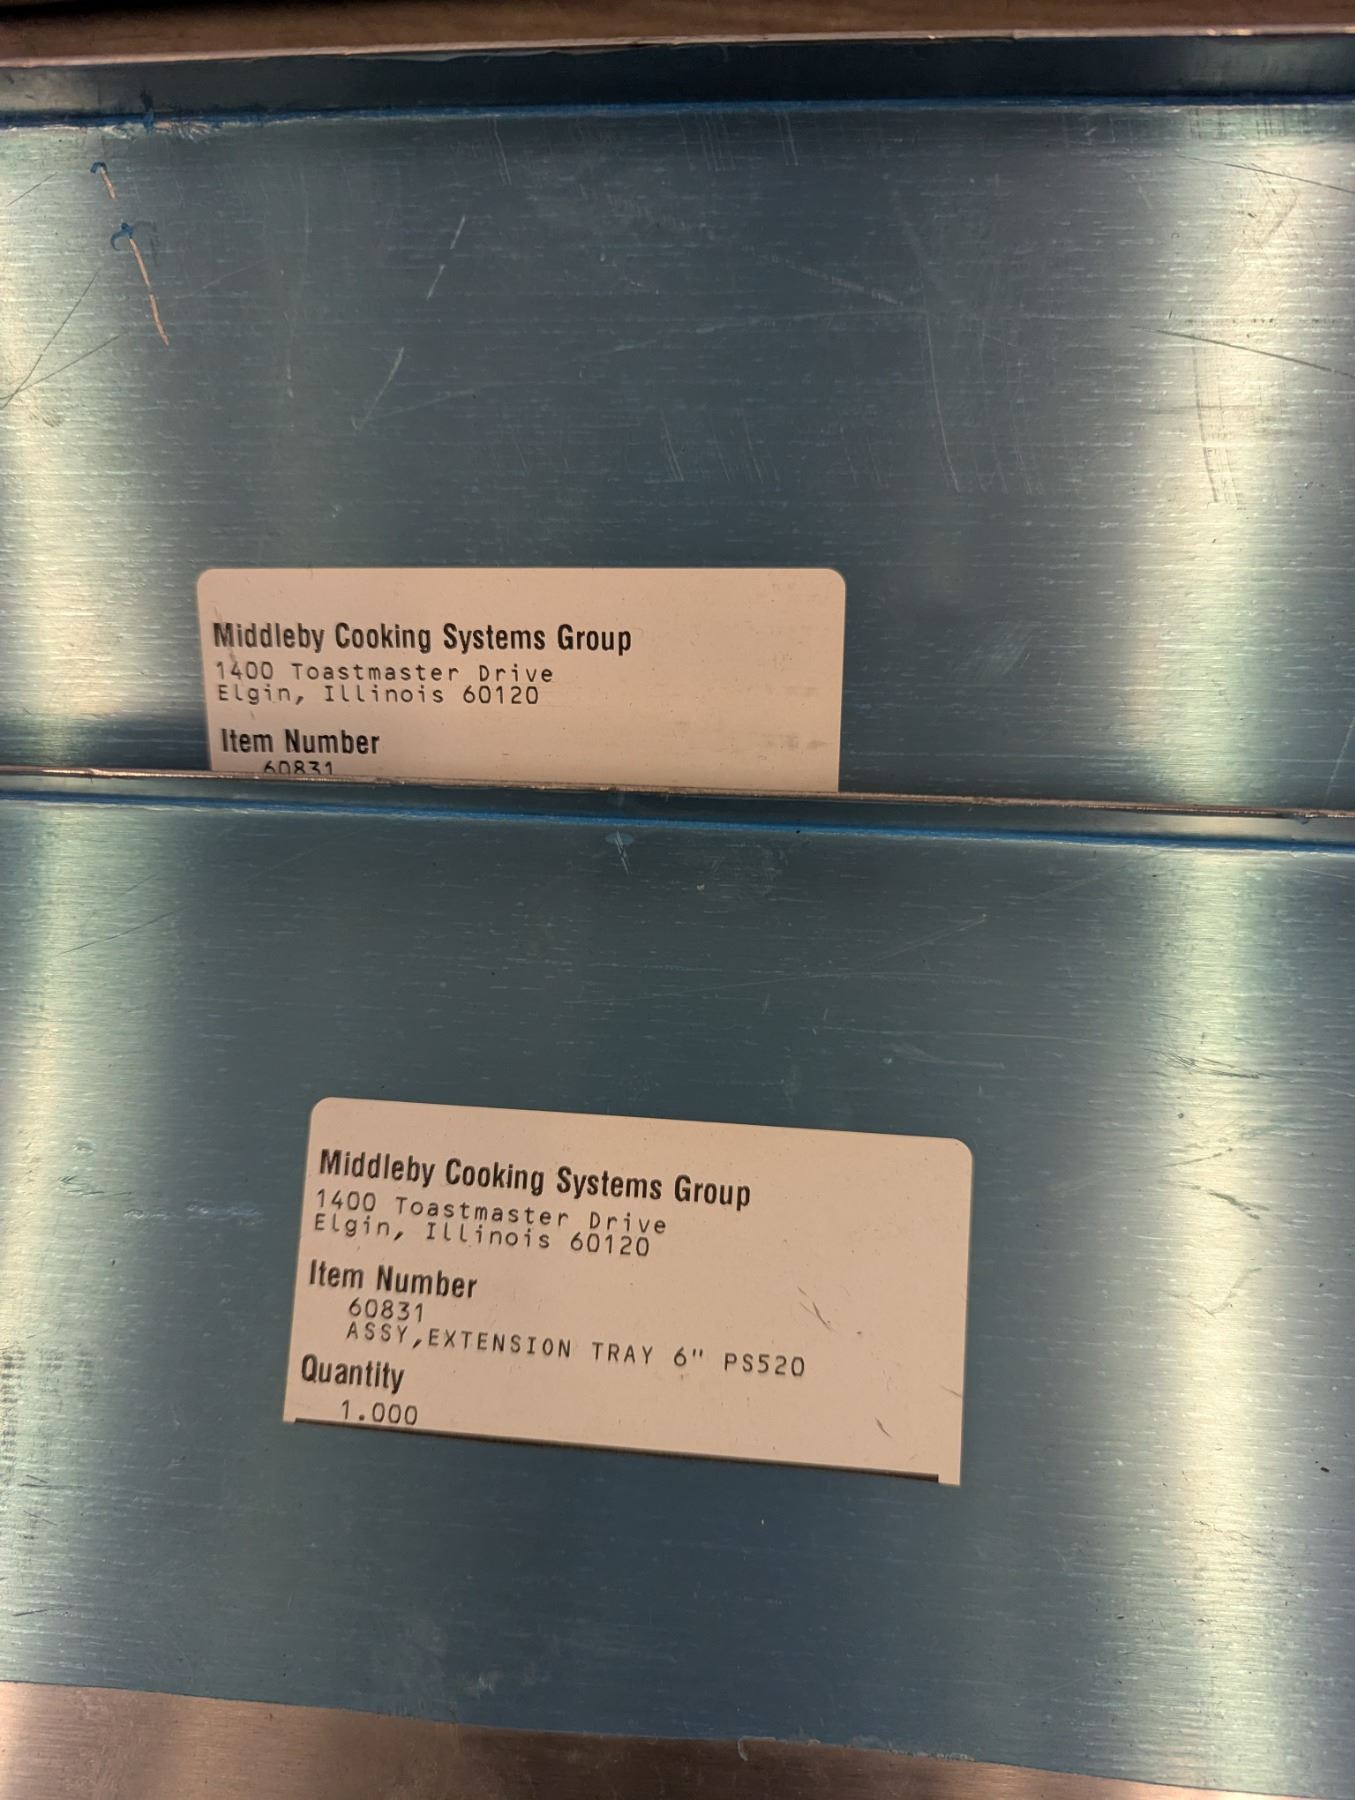 Middleby Cooking Systems Group
1400 Toastmaster Drive
Elgin, Illinois 60120
Item Number
60831
Middleby Cooking Systems Group
1400 Toastmaster Drive
Elgin, Illinois 60120
Item Number
60831
ASSY,EXTENSION TRAY 6" PS520
Quantity
1.000